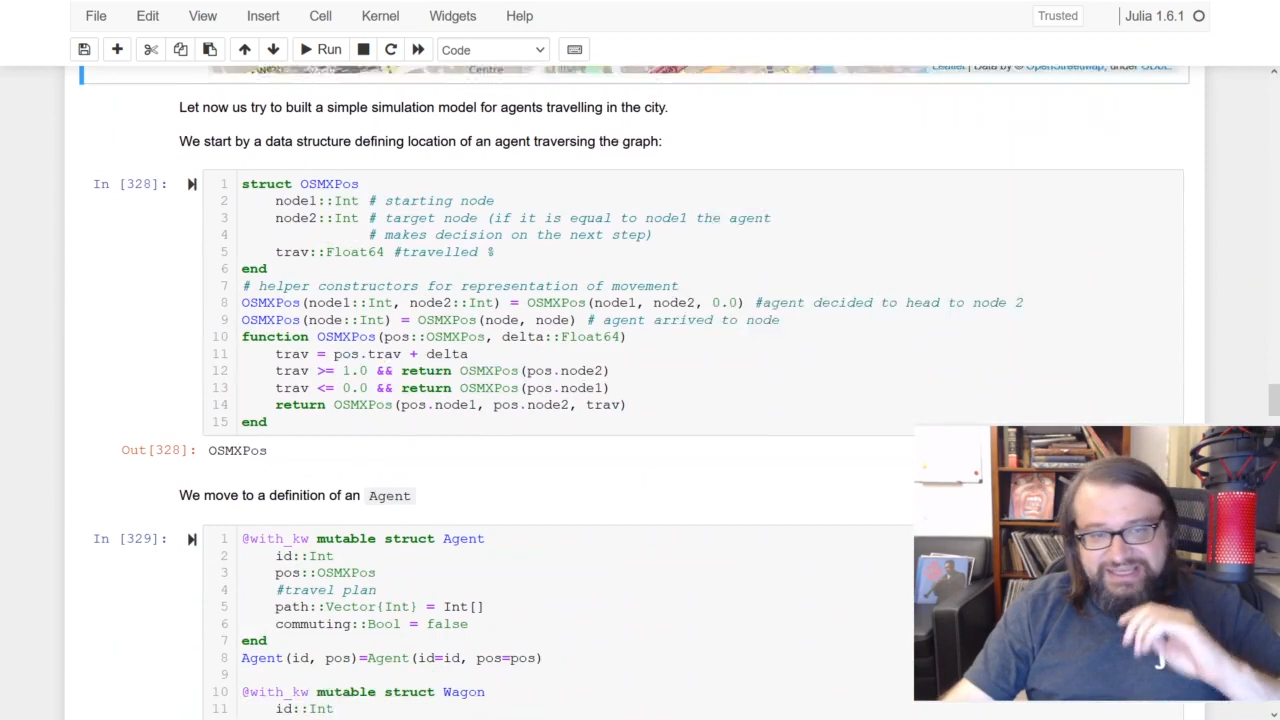 File Edit View Insert Cell Kernel Widgets Help Trusted Julia 1.6.1
Run Code
Centre Leaflet | Data by © OpenStreetMap, under ODbL.
Let now us try to built a simple simulation model for agents travelling in the city.
We start by a data structure defining location of an agent traversing the graph:
In [328]:
1 struct OSMXPos
2 node1::Int # starting node
3 node2::Int # target node (if it is equal to node1 the agent
4 # makes decision on the next step)
5 trav::Float64 #travelled %
6 end
7 # helper constructors for representation of movement
8 OSMXPos(node1::Int, node2::Int) = OSMXPos(node1, node2, 0.0) #agent decided to head to node 2
9 OSMXPos(node::Int) = OSMXPos(node, node) # agent arrived to node
10 function OSMXPos(pos::OSMXPos, delta::Float64)
11 trav = pos.trav + delta
12 trav >= 1.0 && return OSMXPos(pos.node2)
13 trav <= 0.0 && return OSMXPos(pos.node1)
14 return OSMXPos(pos.node1, pos.node2, trav)
15 end
Out[328]: OSMXPos
We move to a definition of an Agent
In [329]:
1 @with_kw mutable struct Agent
2 id::Int
3 pos::OSMXPos
4 #travel plan
5 path::Vector{Int} = Int[]
6 commuting::Bool = false
7 end
8 Agent(id, pos)=Agent(id=id, pos=pos)
9
10 @with_kw mutable struct Wagon
11 id::Int